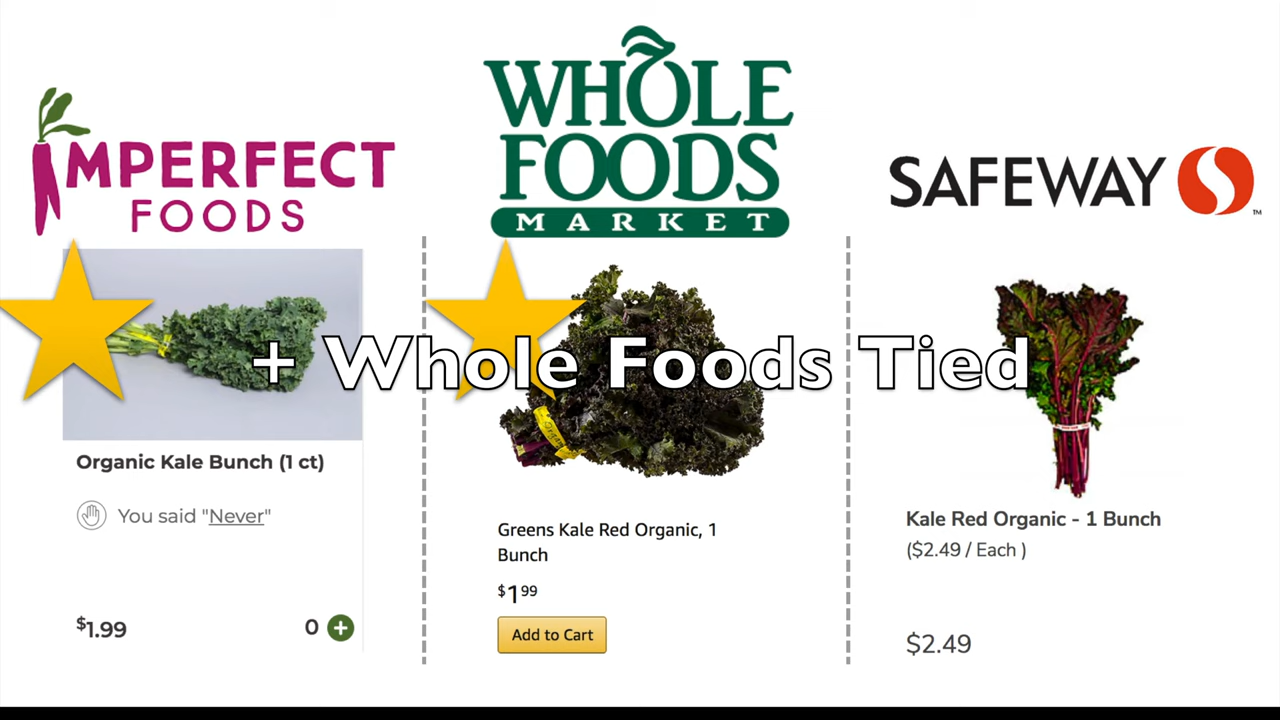 IMPERFECT
FOODS
WHOLE
FOODS
MARKET
SAFEWAY
™
+ Whole Foods Tied
Organic Kale Bunch (1 ct)
You said "Never"
$1.99
0 +
Organ
Greens Kale Red Organic, 1
Bunch
$1 99
Add to Cart
Kale Red Organic - 1 Bunch
($2.49 / Each )
$2.49